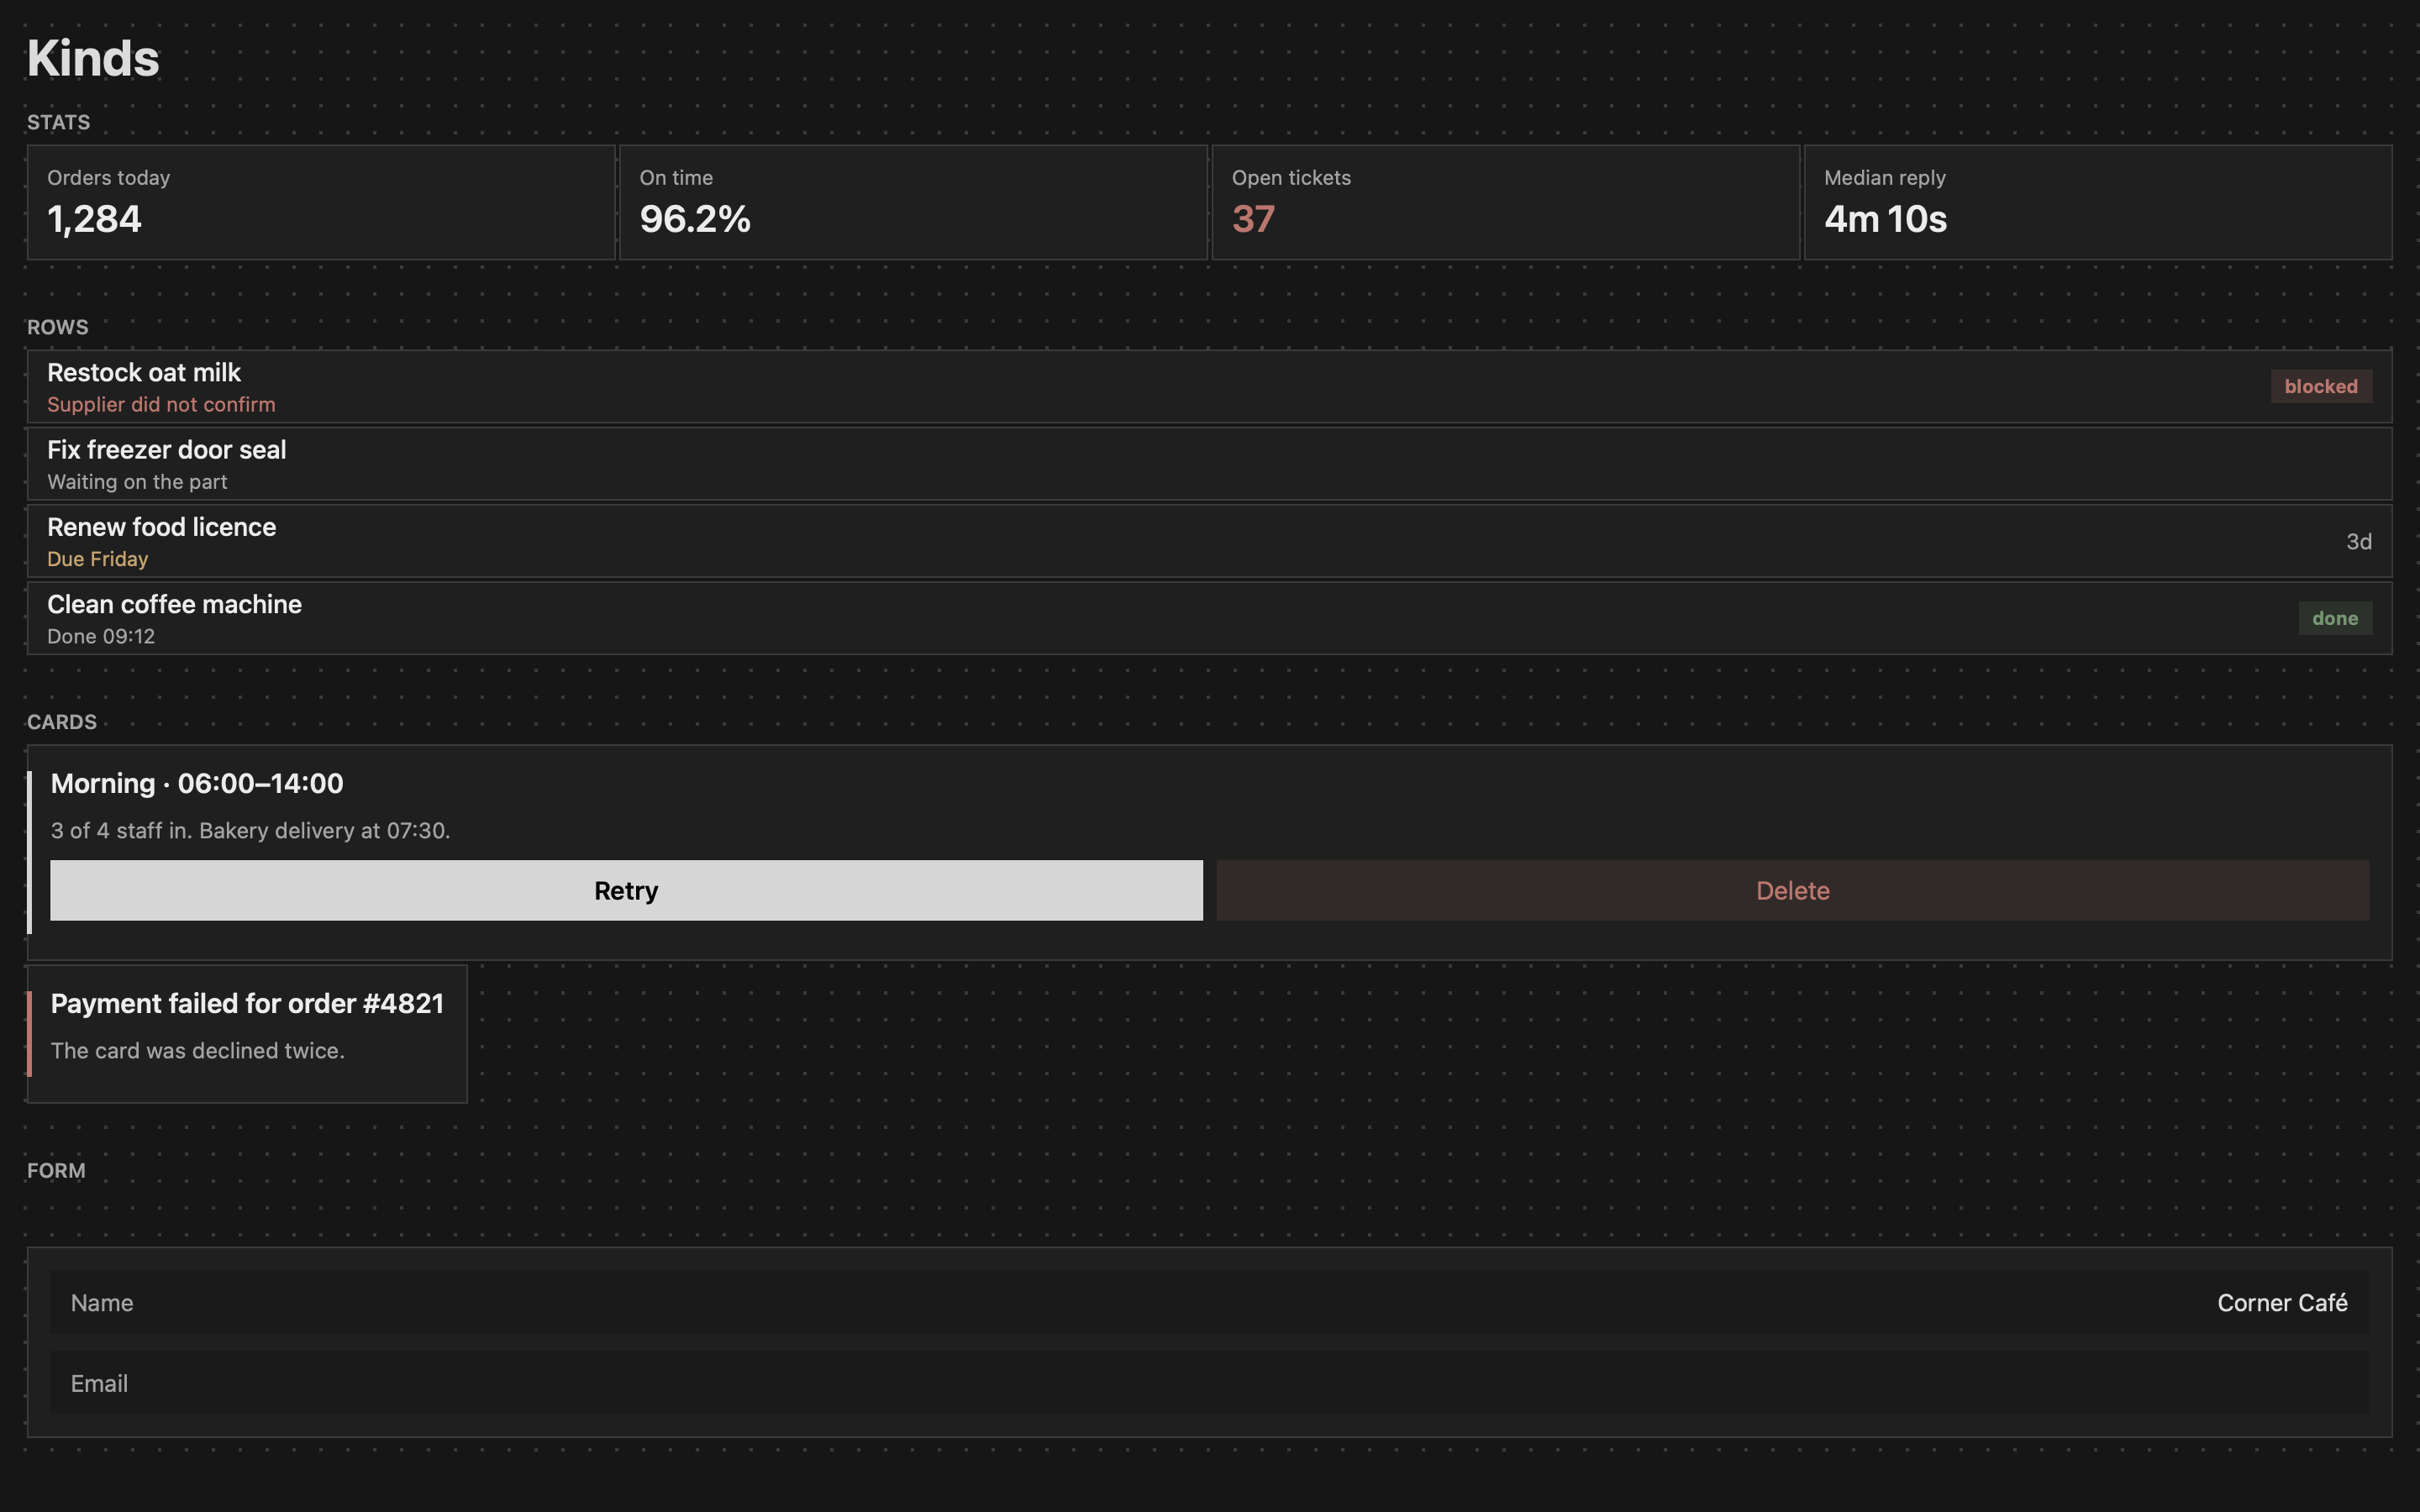 Kinds
STATS
Orders today
1,284
On time
96.2%
Open tickets
37
Median reply
4m 10s
ROWS
Restock oat milk
Supplier did not confirm
blocked
Fix freezer door seal
Waiting on the part
Renew food licence
Due Friday
3d
Clean coffee machine
Done 09:12
done
CARDS
Morning · 06:00–14:00
3 of 4 staff in. Bakery delivery at 07:30.
Retry
Delete
Payment failed for order #4821
The card was declined twice.
FORM
Name
Corner Café
Email